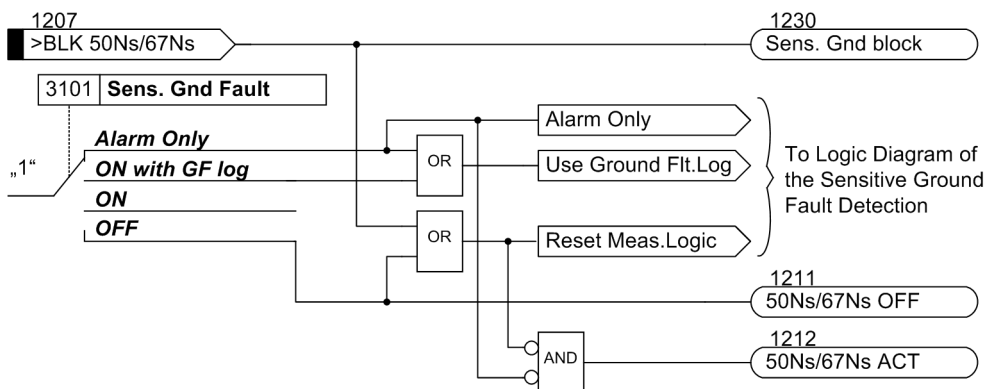 1207
>BLK 50Ns/67Ns
1230
Sens. Gnd block
3101 Sens. Gnd Fault
„1“
Alarm Only
ON with GF log
ON
OFF
OR
OR
Alarm Only
Use Ground Flt.Log
Reset Meas.Logic
To Logic Diagram of
the Sensitive Ground
Fault Detection
1211
50Ns/67Ns OFF
AND
1212
50Ns/67Ns ACT